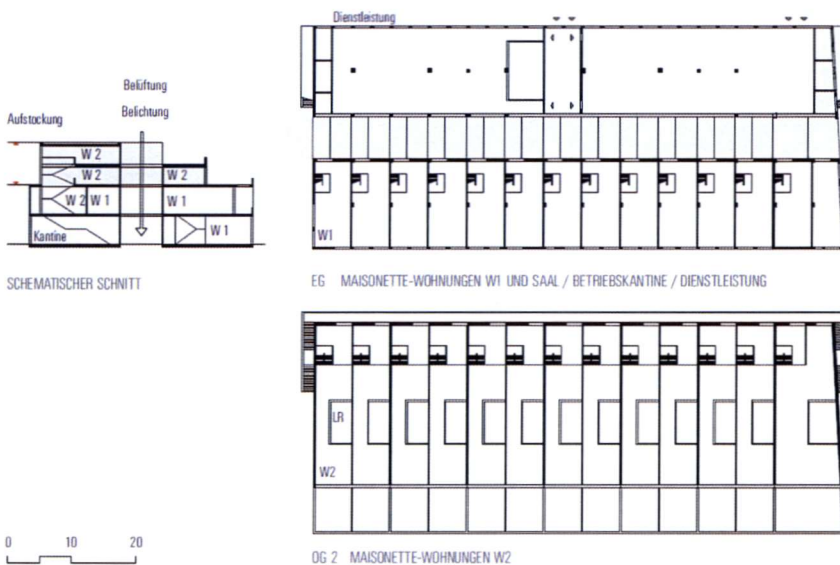 Dienstleistung
Belüftung
Belichtung
Aufstockung
W 2
W 2
W 2
W 2
W 1
W 1
W 1
Kantine
W1
SCHEMATISCHER SCHNITT
EG MAISONETTE-WOHNUNGEN W1 UND SAAL / BETRIEBSKANTINE / DIENSTLEISTUNG
LR
W2
0 10 20
OG 2 MAISONETTE-WOHNUNGEN W2